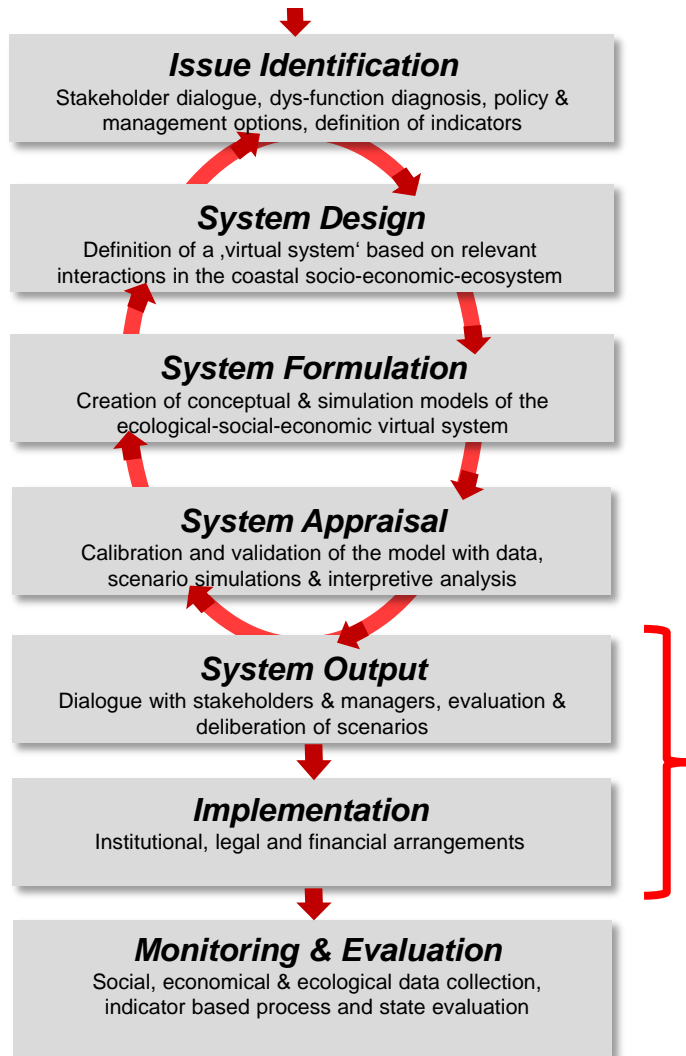 Issue Identification
Stakeholder dialogue, dys-function diagnosis, policy &
management options, definition of indicators
System Design
Definition of a ‚virtual system‘ based on relevant
interactions in the coastal socio-economic-ecosystem
System Formulation
Creation of conceptual & simulation models of the
ecological-social-economic virtual system
System Appraisal
Calibration and validation of the model with data,
scenario simulations & interpretive analysis
System Output
Dialogue with stakeholders & managers, evaluation &
deliberation of scenarios
Implementation
Institutional, legal and financial arrangements
Monitoring & Evaluation
Social, economical & ecological data collection,
indicator based process and state evaluation